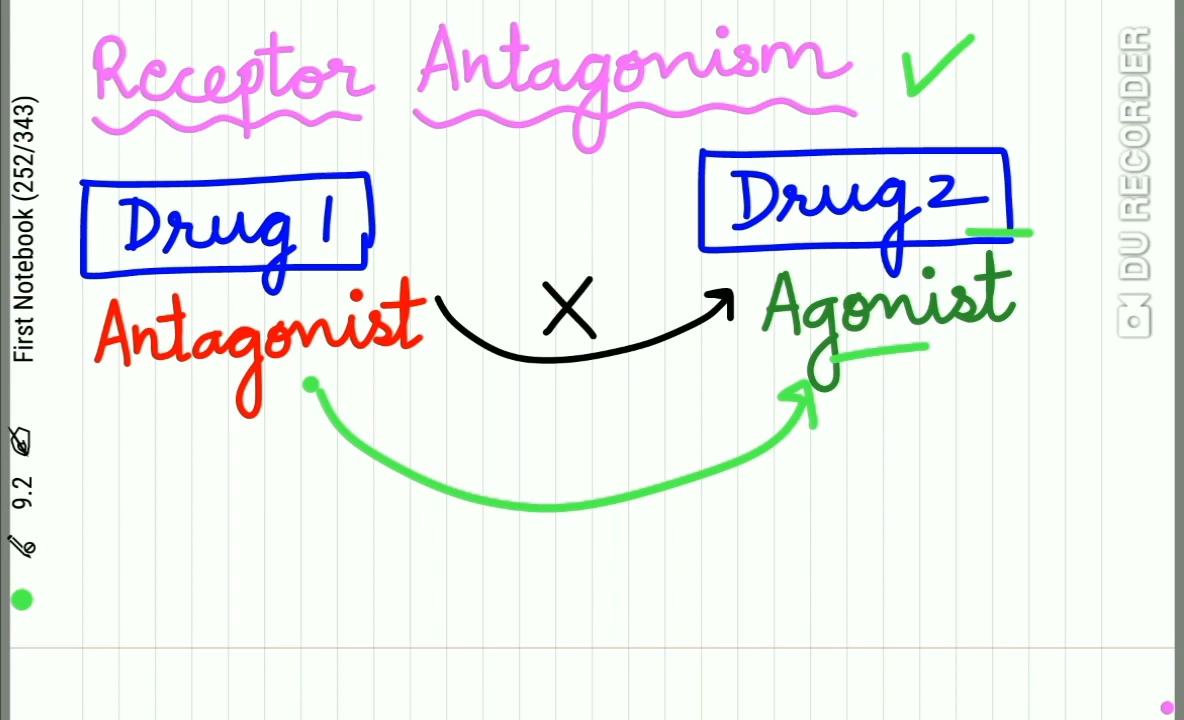 Receptor Antagonism
Drug 1
Drug 2
Antagonist
Agonist
First Notebook (252/343)
9.2
DU RECORDER